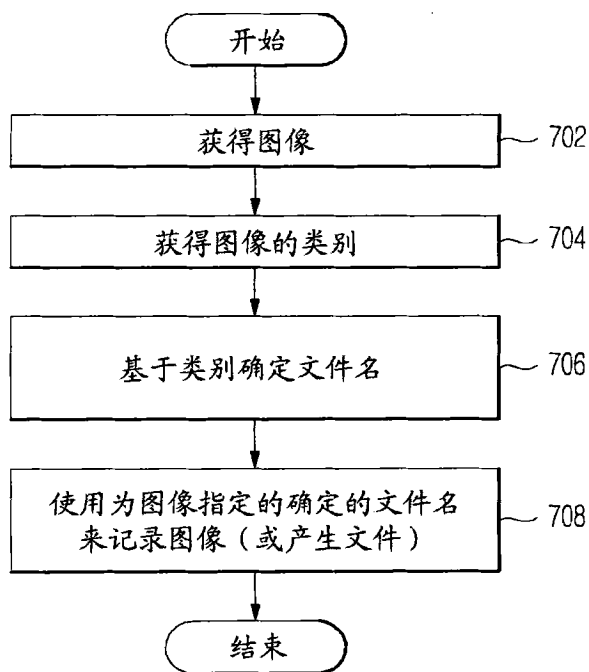 开始
获得图像
702
获得图像的类别
704
基于类别确定文件名
706
使用为图像指定的确定的文件名
来记录图像（或产生文件）
708
结束